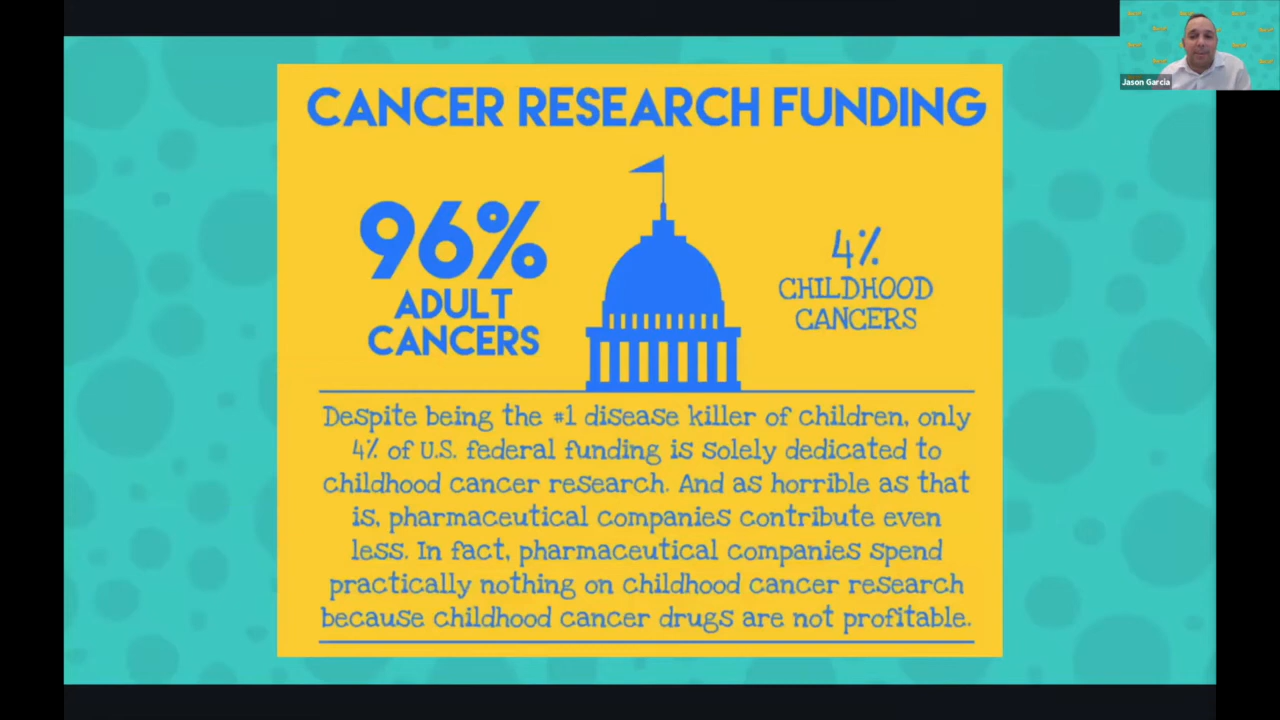 CANCER RESEARCH FUNDING
96%
ADULT
CANCERS
4%
CHILDHOOD
CANCERS
Despite being the #1 disease killer of children, only
4% of U.S. federal funding is solely dedicated to
childhood cancer research. And as horrible as that
is, pharmaceutical companies contribute even
less. In fact, pharmaceutical companies spend
practically nothing on childhood cancer research
because childhood cancer drugs are not profitable.
Jason Garcia